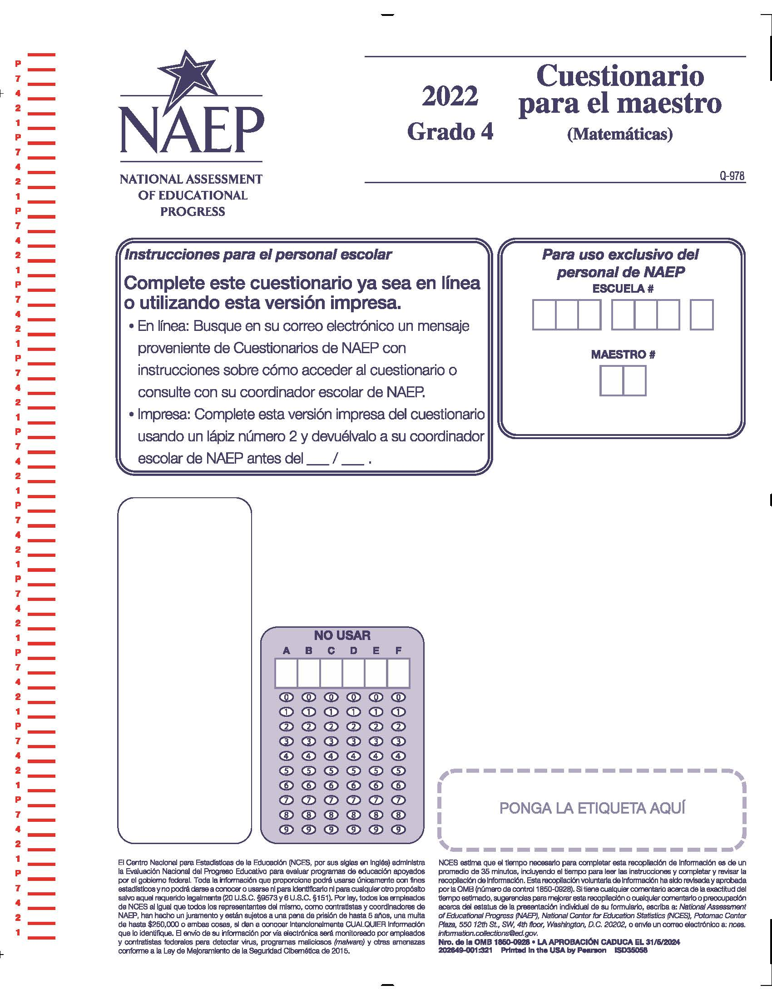 NAEP
NATIONAL ASSESSMENT
OF EDUCATIONAL
PROGRESS
2022
Grado 4
Cuestionario
para el maestro
(Matemáticas)
Q-978
Instrucciones para el personal escolar
Complete este cuestionario ya sea en línea
o utilizando esta versión impresa.
• En línea: Busque en su correo electrónico un mensaje
proveniente de Cuestionarios de NAEP con
instrucciones sobre cómo acceder al cuestionario o
consulte con su coordinador escolar de NAEP.
• Impresa: Complete esta versión impresa del cuestionario
usando un lápiz número 2 y devuélvalo a su coordinador
escolar de NAEP antes del ___ / ___ .
Para uso exclusivo del
personal de NAEP
ESCUELA #
MAESTRO #
NO USAR
A B C D E F
0 0 0 0 0 0
1 1 1 1 1 1
2 2 2 2 2 2
3 3 3 3 3 3
4 4 4 4 4 4
5 5 5 5 5 5
6 6 6 6 6 6
7 7 7 7 7 7
8 8 8 8 8 8
9 9 9 9 9 9
PONGA LA ETIQUETA AQUÍ
El Centro Nacional para Estadísticas de la Educación (NCES, por sus siglas en inglés) administra
la Evaluación Nacional del Progreso Educativo para evaluar programas de educación apoyados
por el gobierno federal. Toda la información que proporcione podrá usarse únicamente con fines
estadísticos y no podrá darse a conocer o usarse ni para identificarlo ni para cualquier otro propósito
salvo aquel requerido legalmente (20 U.S.C. §9573 y 6 U.S.C. §151). Por ley, todos los empleados
de NCES al igual que todos los representantes del mismo, como contratistas y coordinadores de
NAEP, han hecho un juramento y están sujetos a una pena de prisión de hasta 5 años, una multa
de hasta $250,000 o ambas cosas, si dan a conocer intencionalmente CUALQUIER información
que lo identifique. El envío de su información por vía electrónica será monitoreado por empleados
y contratistas federales para detectar virus, programas maliciosos (malware) y otras amenazas
conforme a la Ley de Mejoramiento de la Seguridad Cibernética de 2015.
NCES estima que el tiempo necesario para completar esta recopilación de información es de un
promedio de 35 minutos, incluyendo el tiempo para leer las instrucciones y completar y revisar la
recopilación de información. Esta recopilación voluntaria de información ha sido revisada y aprobada
por la OMB (número de control 1850-0928). Si tiene cualquier comentario acerca de la exactitud del
tiempo estimado, sugerencias para mejorar esta recopilación o cualquier comentario o preocupación
acerca del estatus de la presentación individual de su formulario, escriba a: National Assessment
of Educational Progress (NAEP), National Center for Education Statistics (NCES), Potomac Center
Plaza, 550 12th St., SW, 4th floor, Washington, D.C. 20202, o envíe un correo electrónico a: nces.
information.collections@ed.gov.
Nro. de la OMB 1850-0928 • LA APROBACIÓN CADUCA EL 31/5/2024
202649-001:321 Printed in the USA by Pearson ISD35058
P
7
4
2
1
P
7
4
2
1
P
7
4
2
1
P
7
4
2
1
P
7
4
2
1
P
7
4
2
1
P
7
4
2
1
P
7
4
2
1
P
7
4
2
1
P
7
4
2
1
P
7
4
2
1
P
7
4
2
1